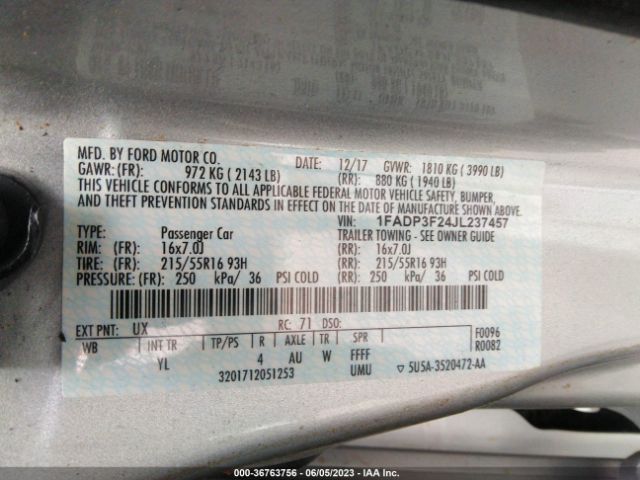 MFD. BY FORD MOTOR CO.
DATE: 12/17 GVWR: 1810 KG ( 3990 LB)
GAWR: (FR): 972 KG ( 2143 LB) (RR): 880 KG ( 1940 LB)
THIS VEHICLE CONFORMS TO ALL APPLICABLE FEDERAL MOTOR VEHICLE SAFETY, BUMPER,
AND THEFT PREVENTION STANDARDS IN EFFECT ON THE DATE OF MANUFACTURE SHOWN ABOVE.
VIN: 1FADP3F24JL237457
TYPE: Passenger Car TRAILER TOWING - SEE OWNER GUIDE
RIM: (FR): 16x7.0J (RR): 16x7.0J
TIRE: (FR): 215/55R16 93H (RR): 215/55R16 93H
PRESSURE: (FR): 250 kPa/ 36 PSI COLD (RR): 250 kPa/ 36 PSI COLD
EXT PNT: UX RC: 71 DSO:
F0096
R0082
WB INT TR TP/PS R AXLE TR SPR
YL 4 AU W FFFF
UMU
3201712051253
▽ 5U5A-3520472-AA
000-36763756 - 06/05/2023 - IAA Inc.